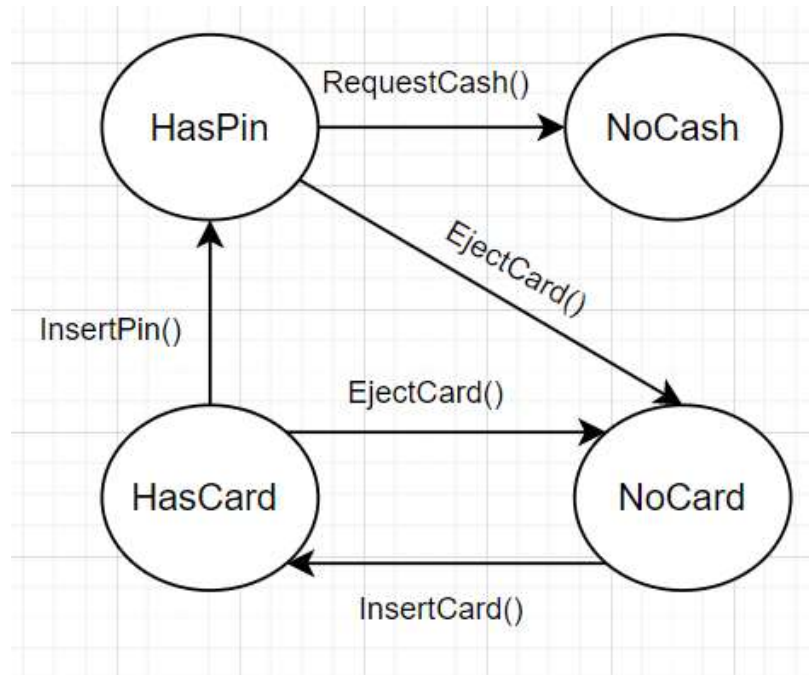 RequestCash()
HasPin
NoCash
EjectCard()
InsertPin()
EjectCard()
HasCard
NoCard
InsertCard()